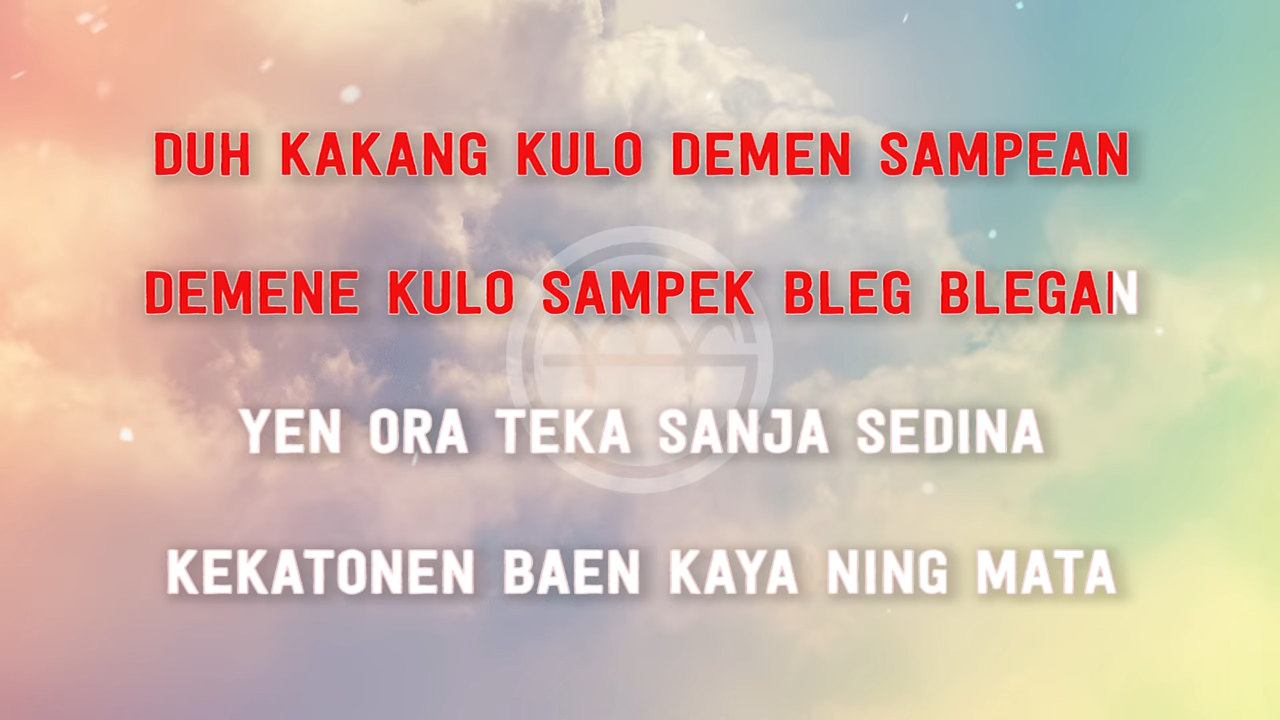 DUH KAKANG KULO DEMEN SAMPEAN
DEMENE KULO SAMPEK BLEG BLEGAN
YEN ORA TEKA SANJA SEDINA
KEKATONEN BAEN KAYA NING MATA